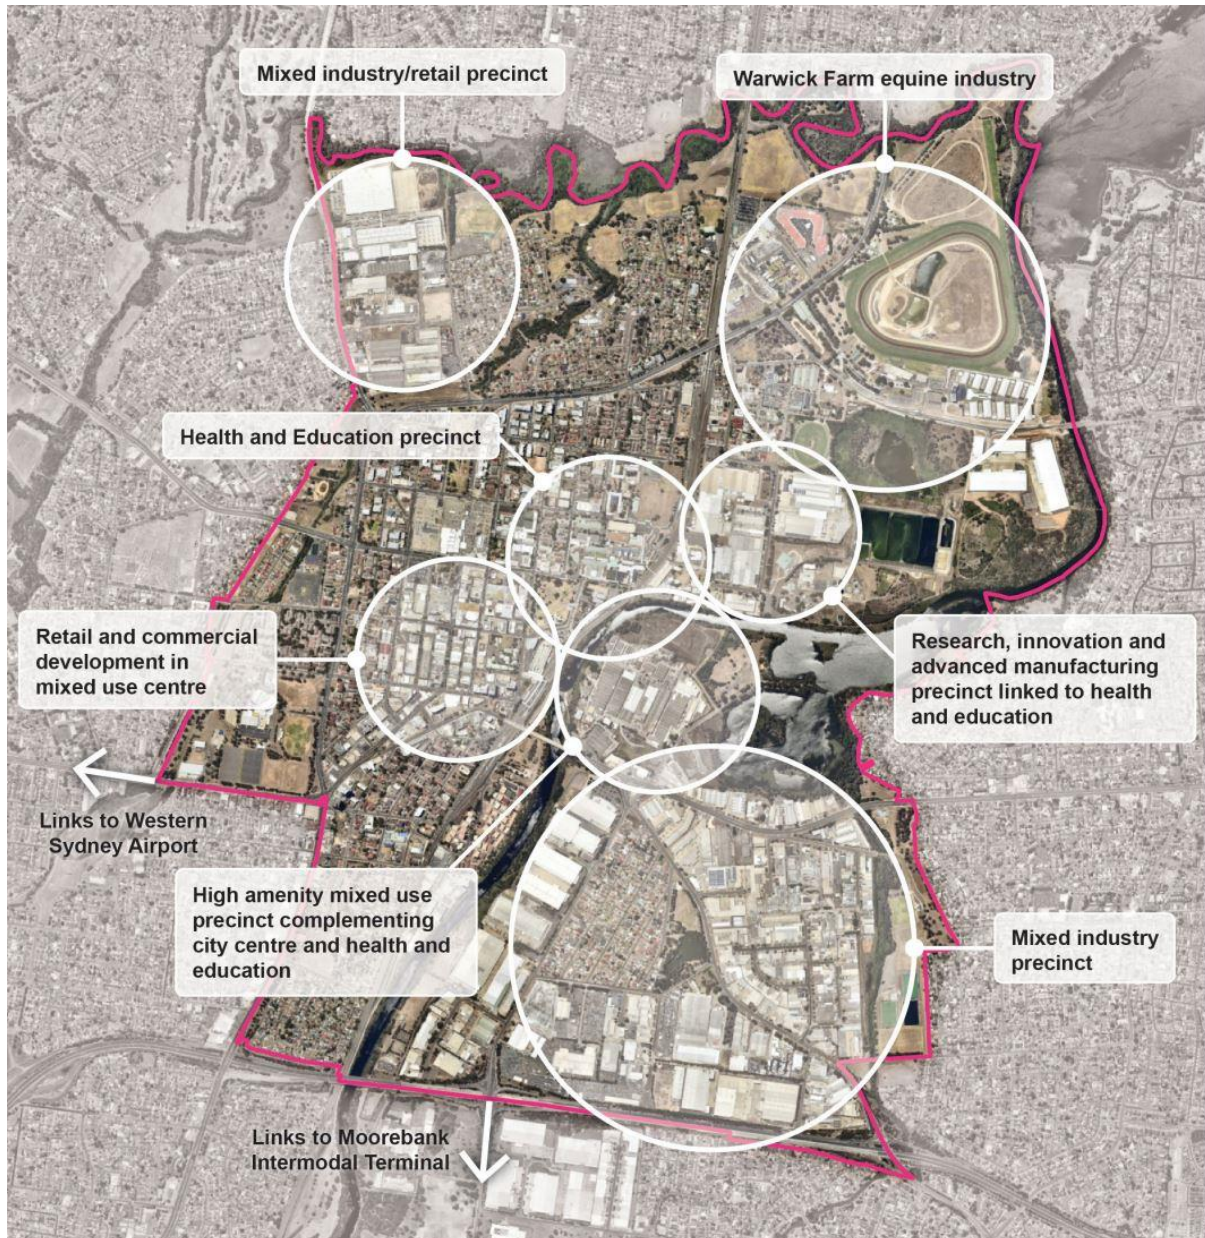 Mixed industry/retail precinct
Warwick Farm equine industry
Health and Education precinct
Retail and commercial
development in
mixed use centre
Research, innovation and
advanced manufacturing
precinct linked to health
and education
Links to Western
Sydney Airport
High amenity mixed use
precinct complementing
city centre and health and
education
Mixed industry
precinct
Links to Moorebank
Intermodal Terminal